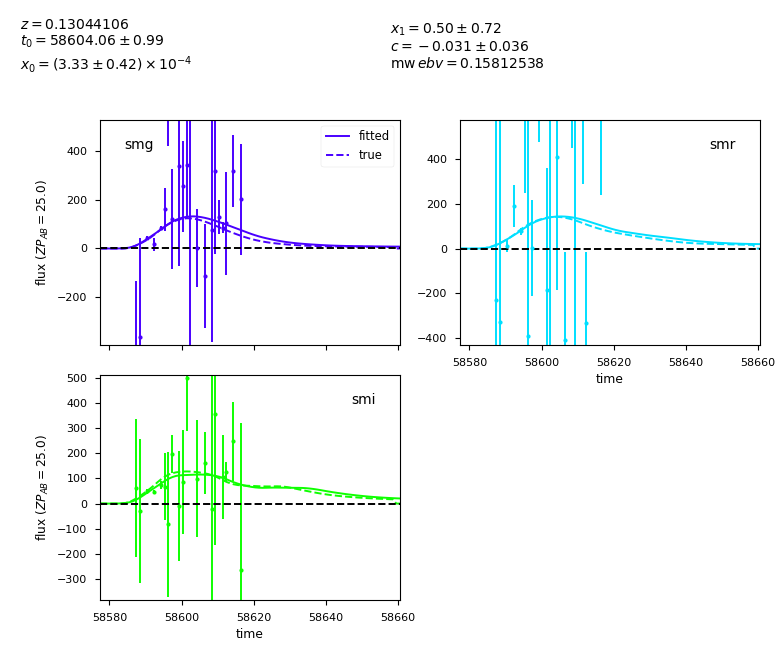 z = 0.13044106
t₀ = 58604.06 ± 0.99
x₀ = (3.33 ± 0.42) × 10⁻⁴
x₁ = 0.50 ± 0.72
c = −0.031 ± 0.036
mw ebv = 0.15812538
smg
fitted
true
400
200
0
−200
flux (ZP_AB = 25.0)
smr
400
200
0
−200
−400
58580 58600 58620 58640 58660
time
smi
500
400
300
200
100
0
−100
−200
−300
flux (ZP_AB = 25.0)
58580 58600 58620 58640 58660
time